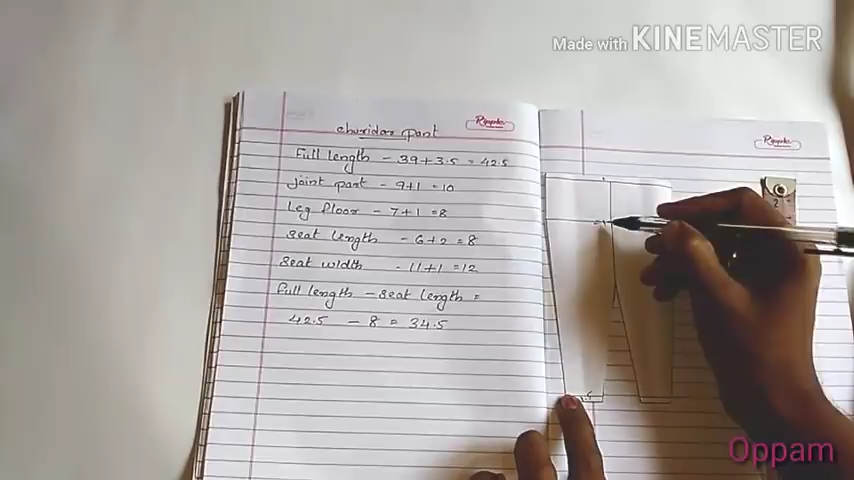 Made with KINEMASTER
churidar pant
Full length - 39+3.5 = 42.5
joint part - 9+1 = 10
Leg floor - 7+1 = 8
seat length - 6+2 = 8
seat width - 11+1 = 12
Full length - seat length =
42.5 - 8 = 34.5
2
Oppam